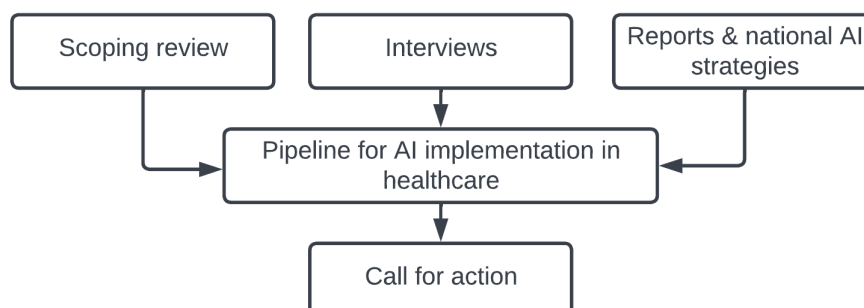 Scoping review
Interviews
Reports & national AI
strategies
Pipeline for AI implementation in
healthcare
Call for action